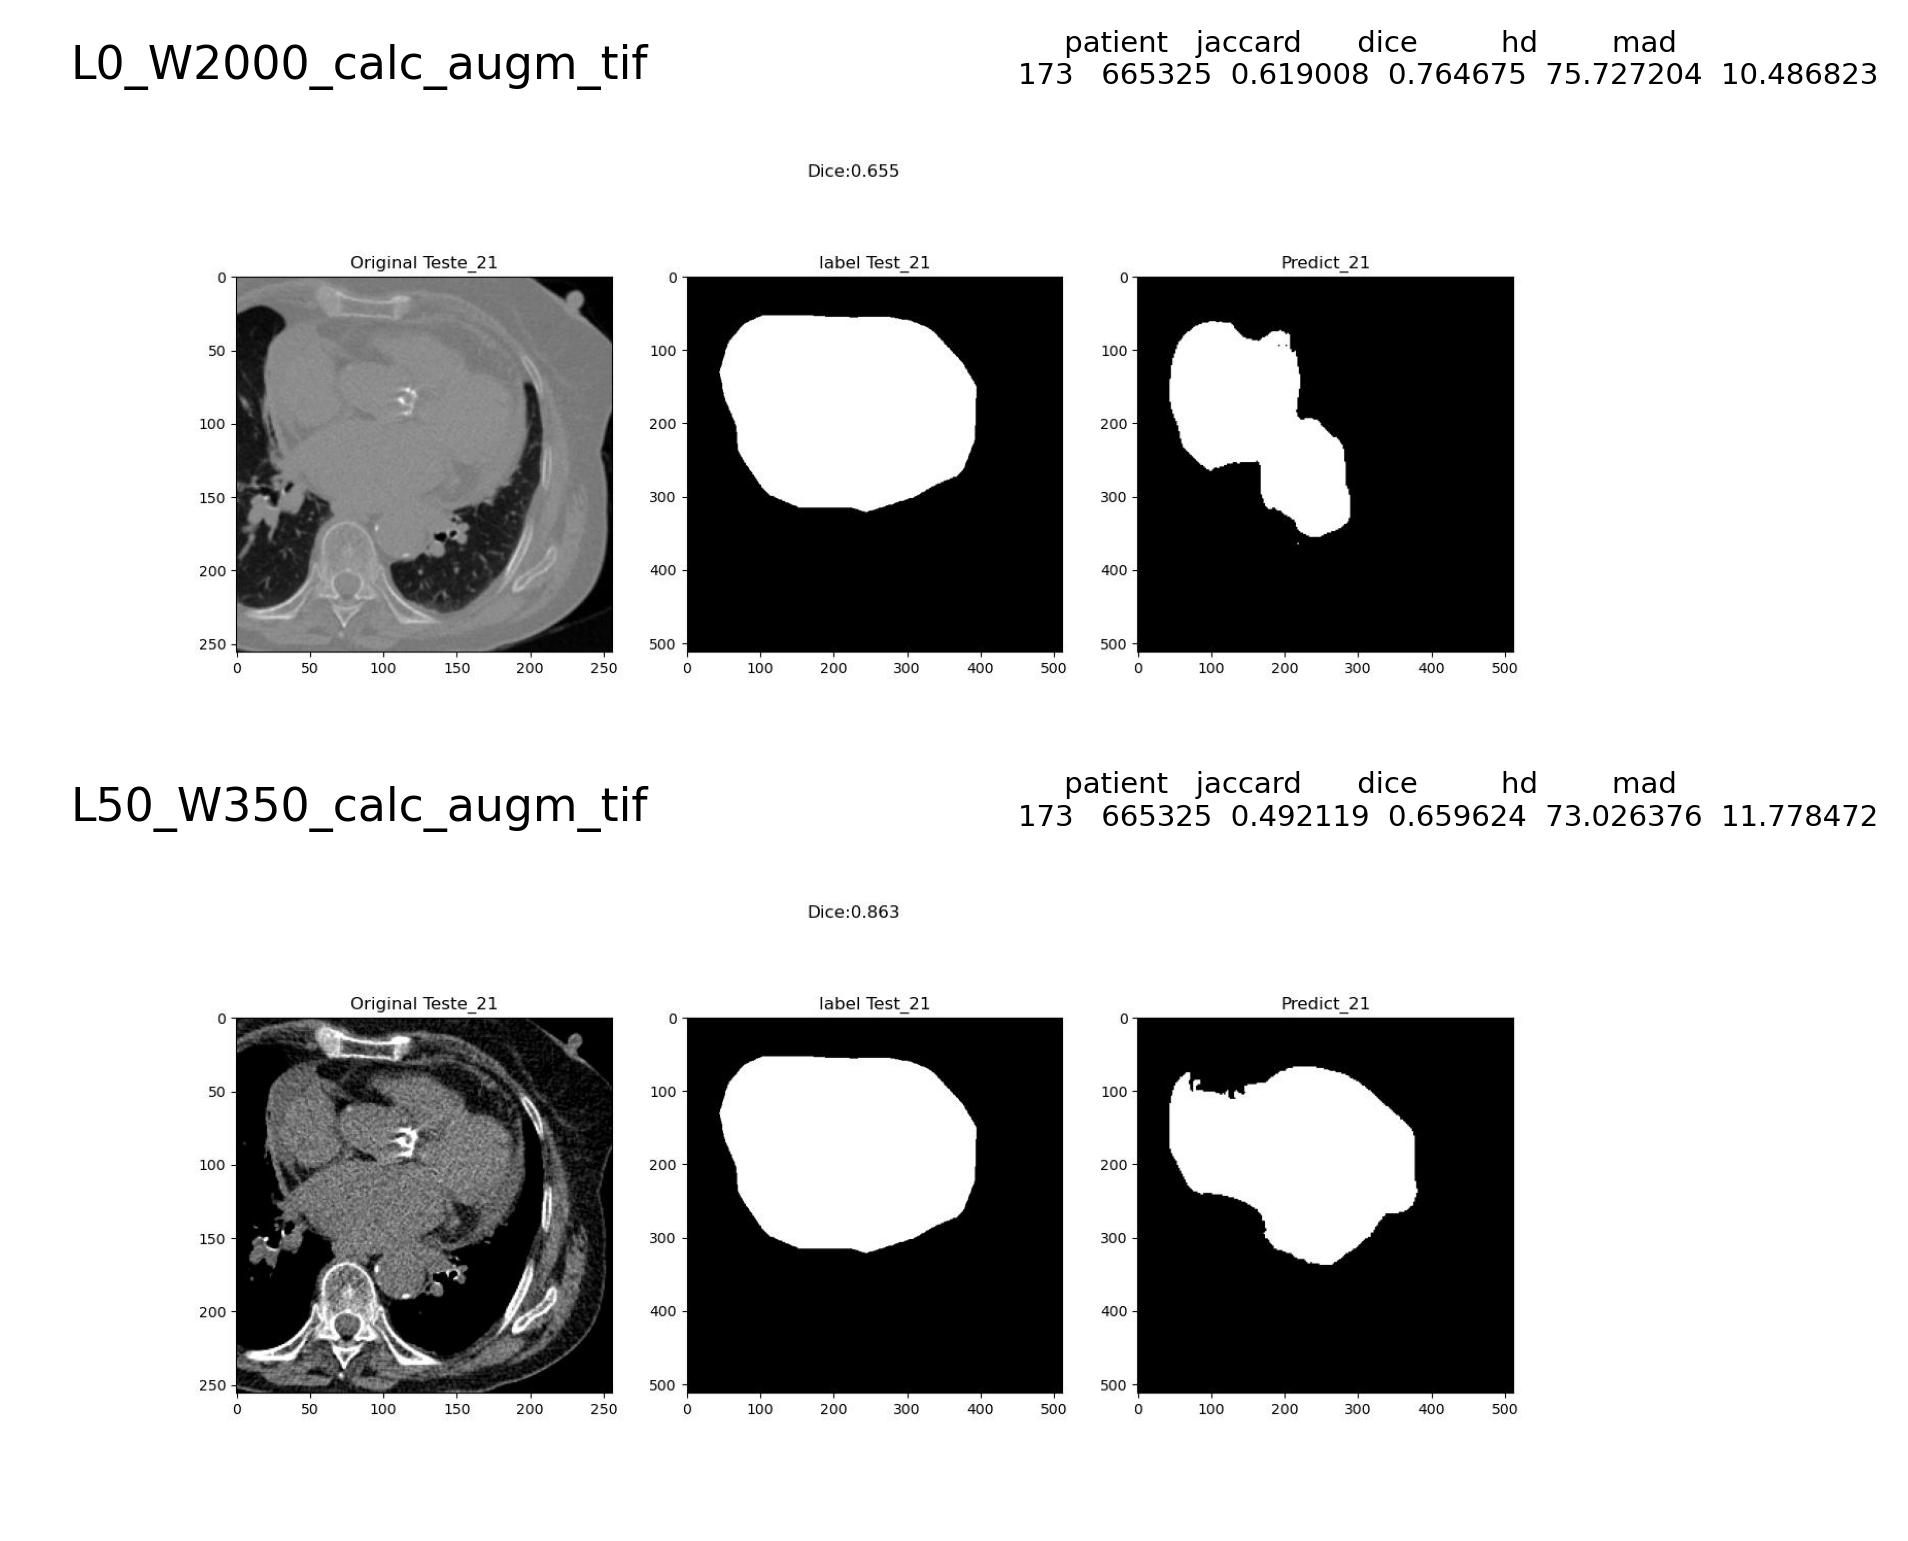 L0_W2000_calc_augm_tif
patient jaccard dice hd mad
173 665325 0.619008 0.764675 75.727204 10.486823
Dice:0.655
Original Teste_21
0
50
100
150
200
250
0 50 100 150 200 250
label Test_21
0
100
200
300
400
500
0 100 200 300 400 500
Predict_21
0
100
200
300
400
500
0 100 200 300 400 500
L50_W350_calc_augm_tif
patient jaccard dice hd mad
173 665325 0.492119 0.659624 73.026376 11.778472
Dice:0.863
Original Teste_21
0
50
100
150
200
250
0 50 100 150 200 250
label Test_21
0
100
200
300
400
500
0 100 200 300 400 500
Predict_21
0
100
200
300
400
500
0 100 200 300 400 500